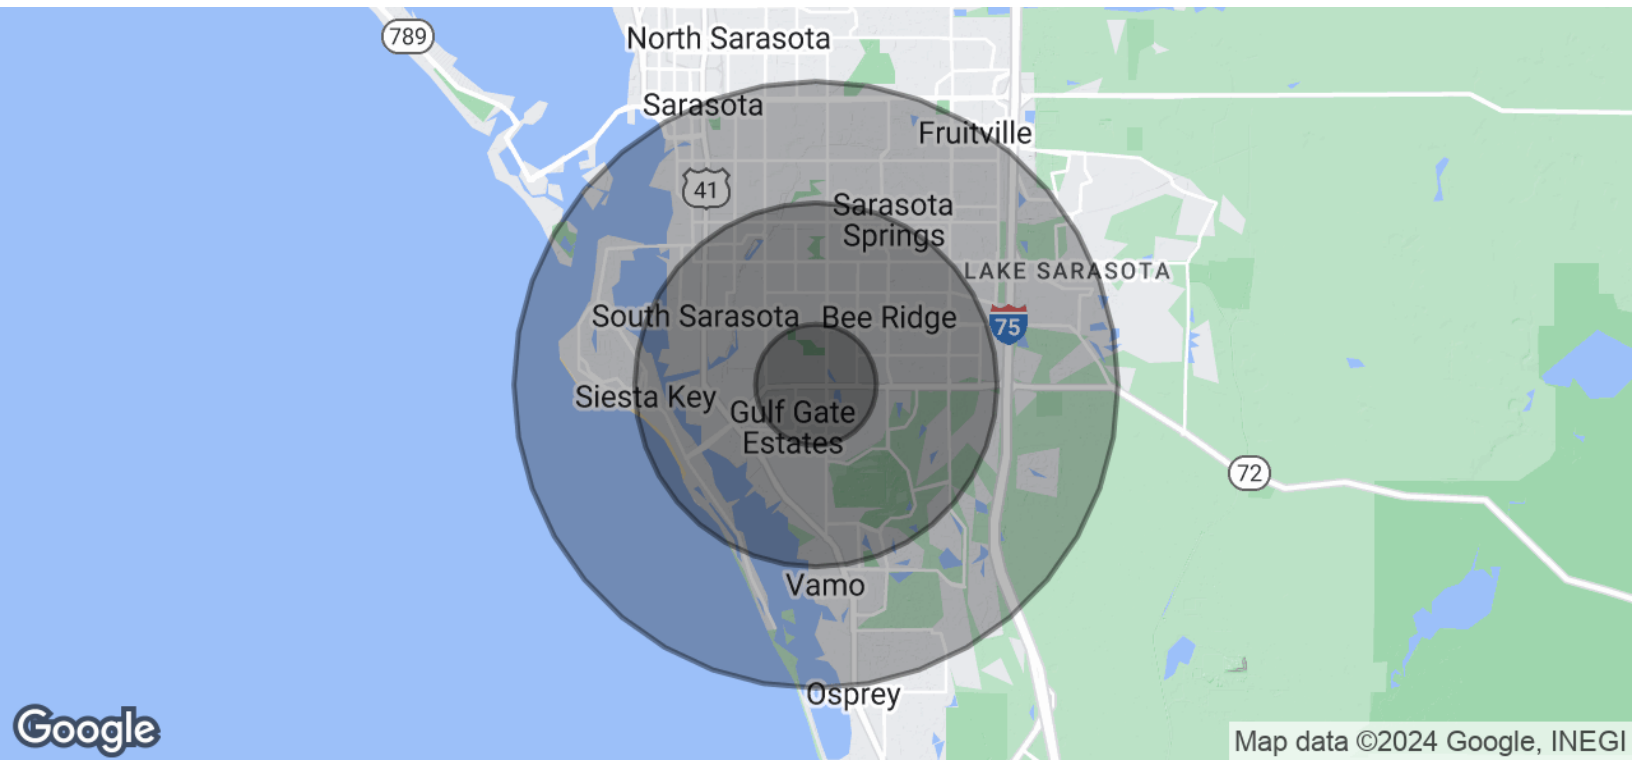 789
North Sarasota
Sarasota
Fruitville
41
Sarasota
Springs
LAKE SARASOTA
South Sarasota
Bee Ridge
75
Siesta Key
Gulf Gate
Estates
72
Vamo
Osprey
Google
Map data ©2024 Google, INEGI